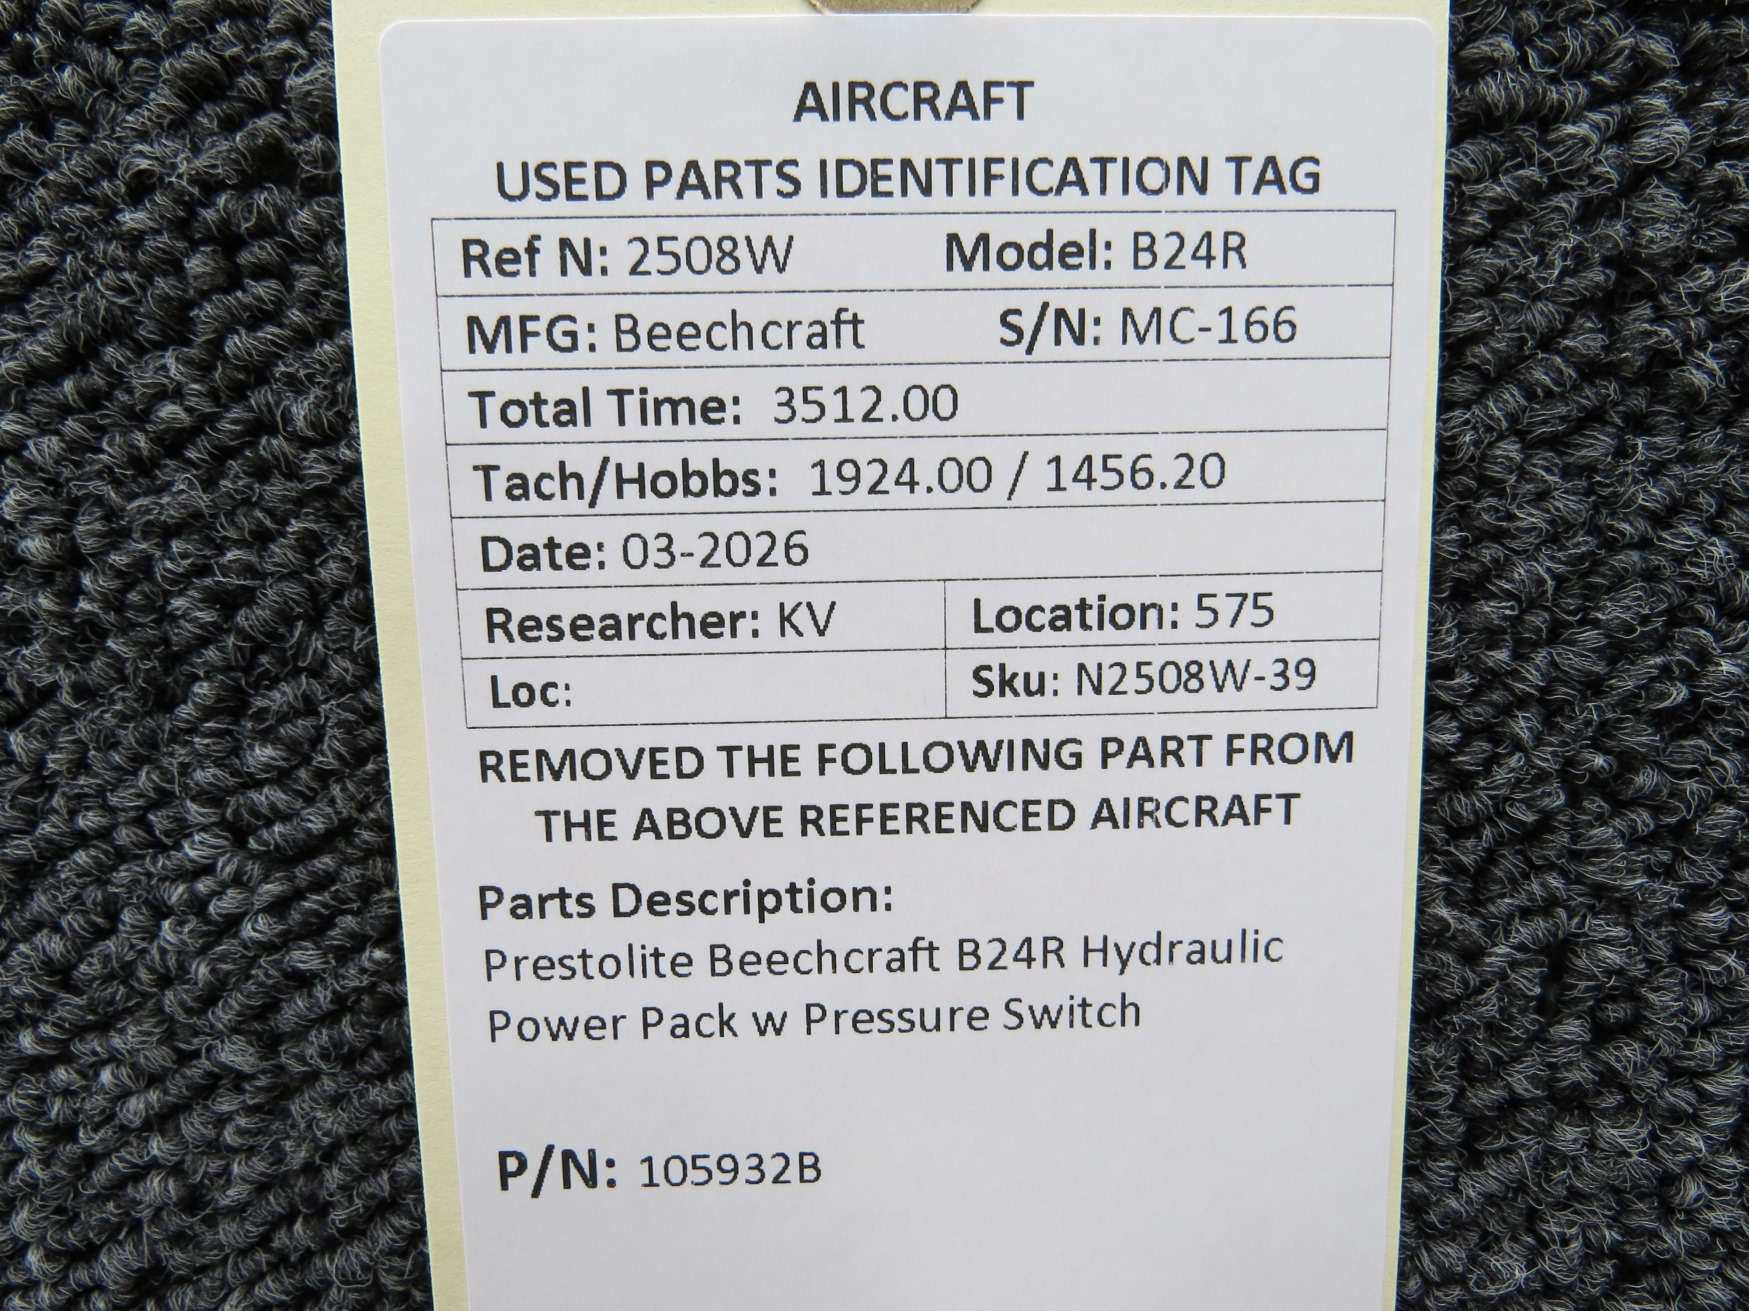 AIRCRAFT
USED PARTS IDENTIFICATION TAG
Ref N: 2508W Model: B24R
MFG: Beechcraft S/N: MC-166
Total Time: 3512.00
Tach/Hobbs: 1924.00 / 1456.20
Date: 03-2026
Researcher: KV Location: 575
Loc: Sku: N2508W-39
REMOVED THE FOLLOWING PART FROM
THE ABOVE REFERENCED AIRCRAFT
Parts Description:
Prestolite Beechcraft B24R Hydraulic
Power Pack w Pressure Switch
P/N: 105932B